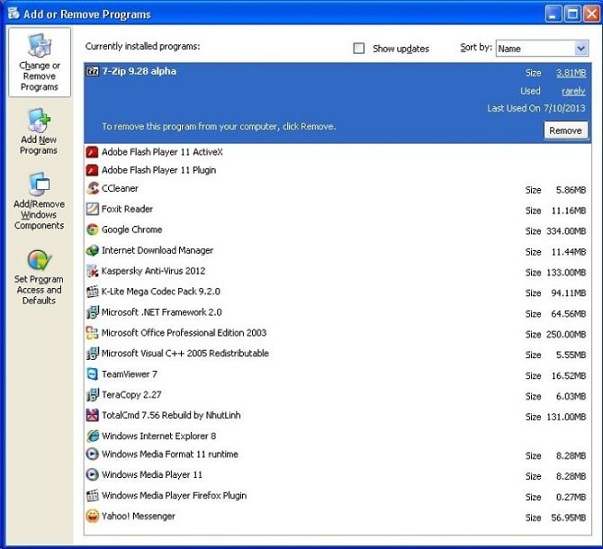 Add or Remove Programs
Change or
Remove
Programs
Add New
Programs
Add/Remove
Windows
Components
Set Program
Access and
Defaults
Currently installed programs:
Show updates
Sort by: Name
7-Zip 9.28 alpha Size 3.81MB
Used rarely
Last Used On 7/10/2013
To remove this program from your computer, click Remove. Remove
Adobe Flash Player 11 ActiveX
Adobe Flash Player 11 Plugin
CCleaner Size 5.86MB
Foxit Reader Size 11.16MB
Google Chrome Size 334.00MB
Internet Download Manager Size 11.44MB
Kaspersky Anti-Virus 2012 Size 133.00MB
K-Lite Mega Codec Pack 9.2.0 Size 94.11MB
Microsoft .NET Framework 2.0 Size 64.56MB
Microsoft Office Professional Edition 2003 Size 250.00MB
Microsoft Visual C++ 2005 Redistributable Size 5.55MB
TeamViewer 7 Size 16.52MB
TeraCopy 2.27 Size 6.03MB
TotalCmd 7.56 Rebuild by NhutLinh Size 131.00MB
Windows Internet Explorer 8
Windows Media Format 11 runtime Size 8.28MB
Windows Media Player 11 Size 8.28MB
Windows Media Player Firefox Plugin Size 0.27MB
Yahoo! Messenger Size 56.95MB